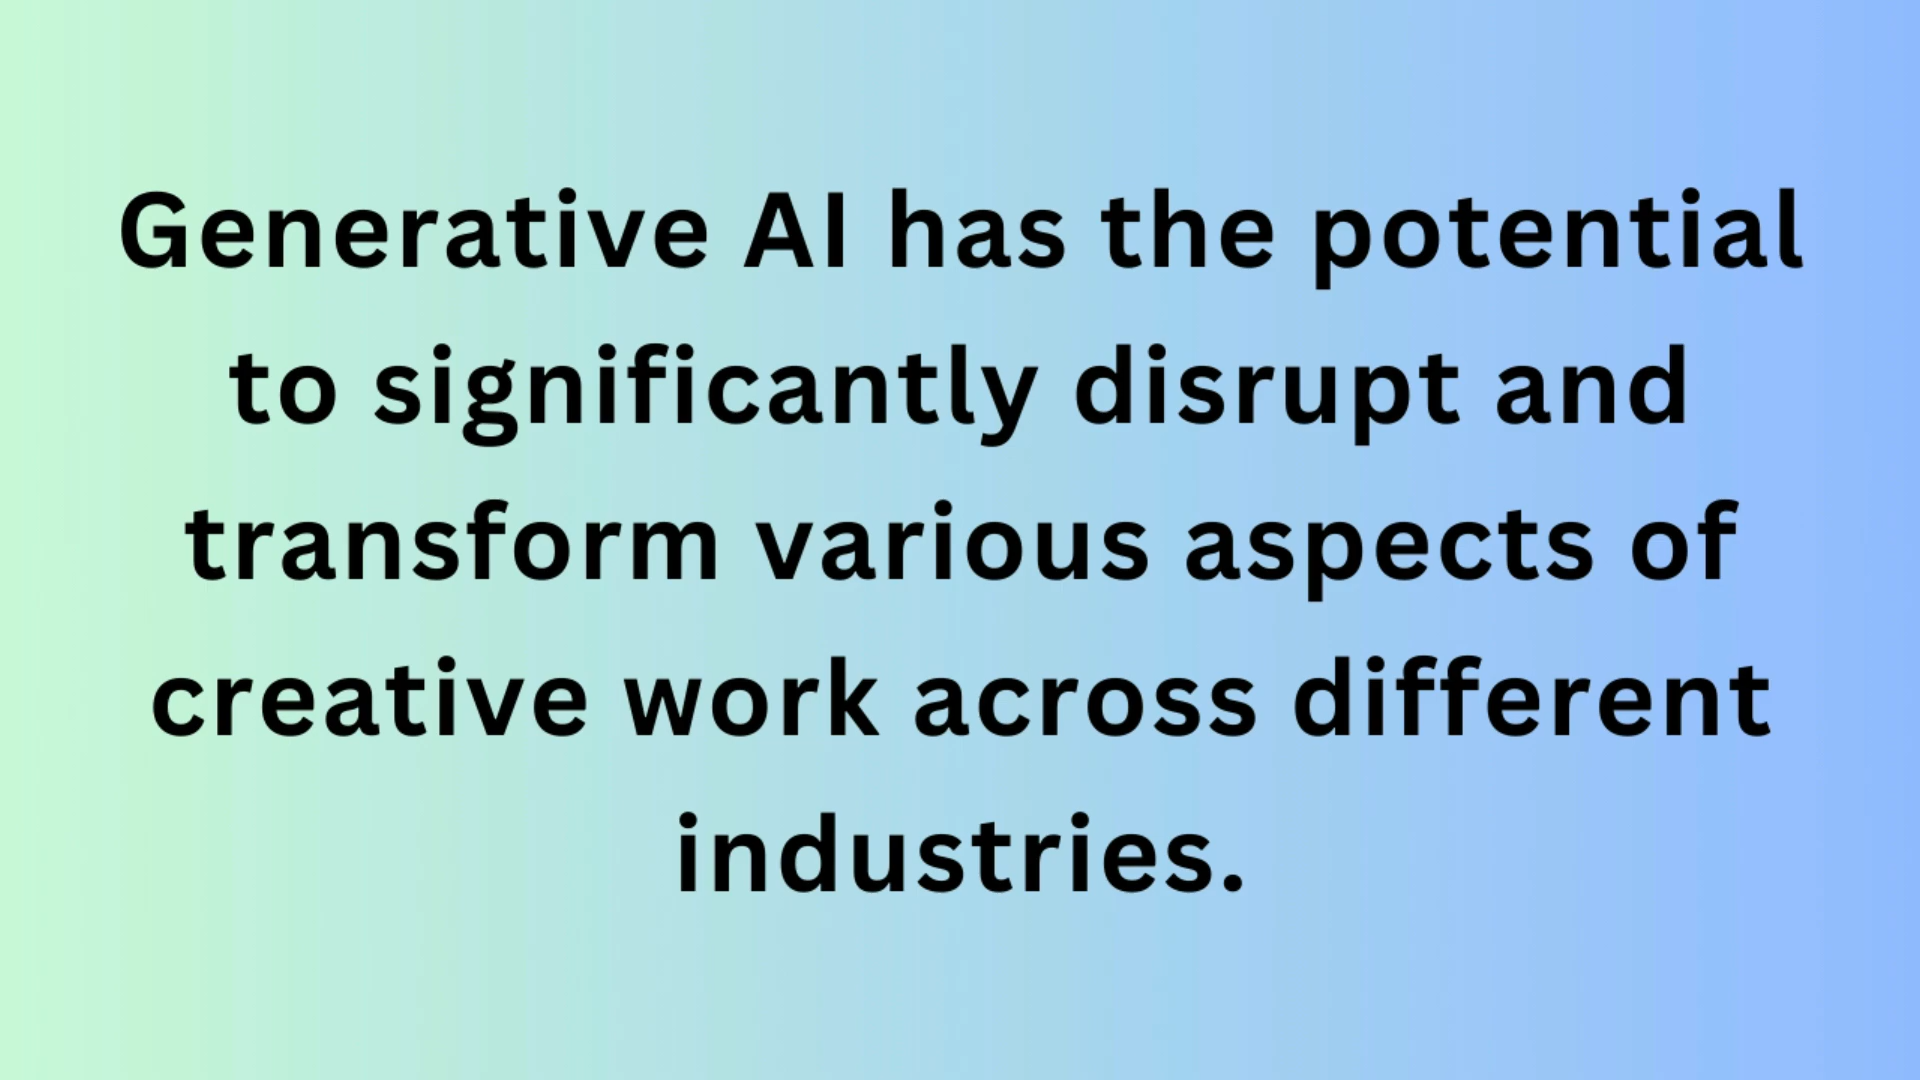 Generative AI has the potential
to significantly disrupt and
transform various aspects of
creative work across different
industries.